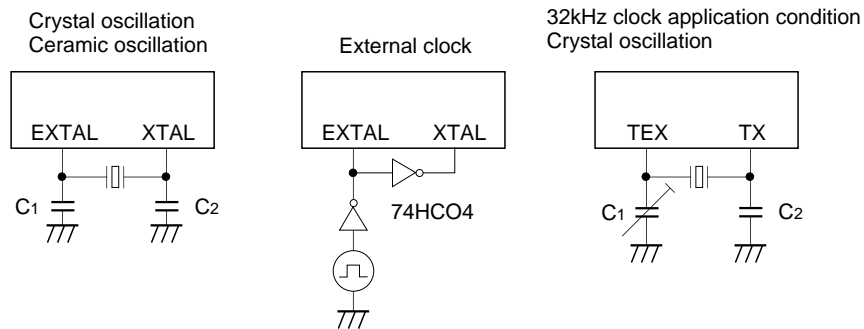 Crystal oscillation
Ceramic oscillation
EXTAL XTAL
C1 C2
External clock
EXTAL XTAL
74HCO4
32kHz clock application condition
Crystal oscillation
TEX TX
C1 C2